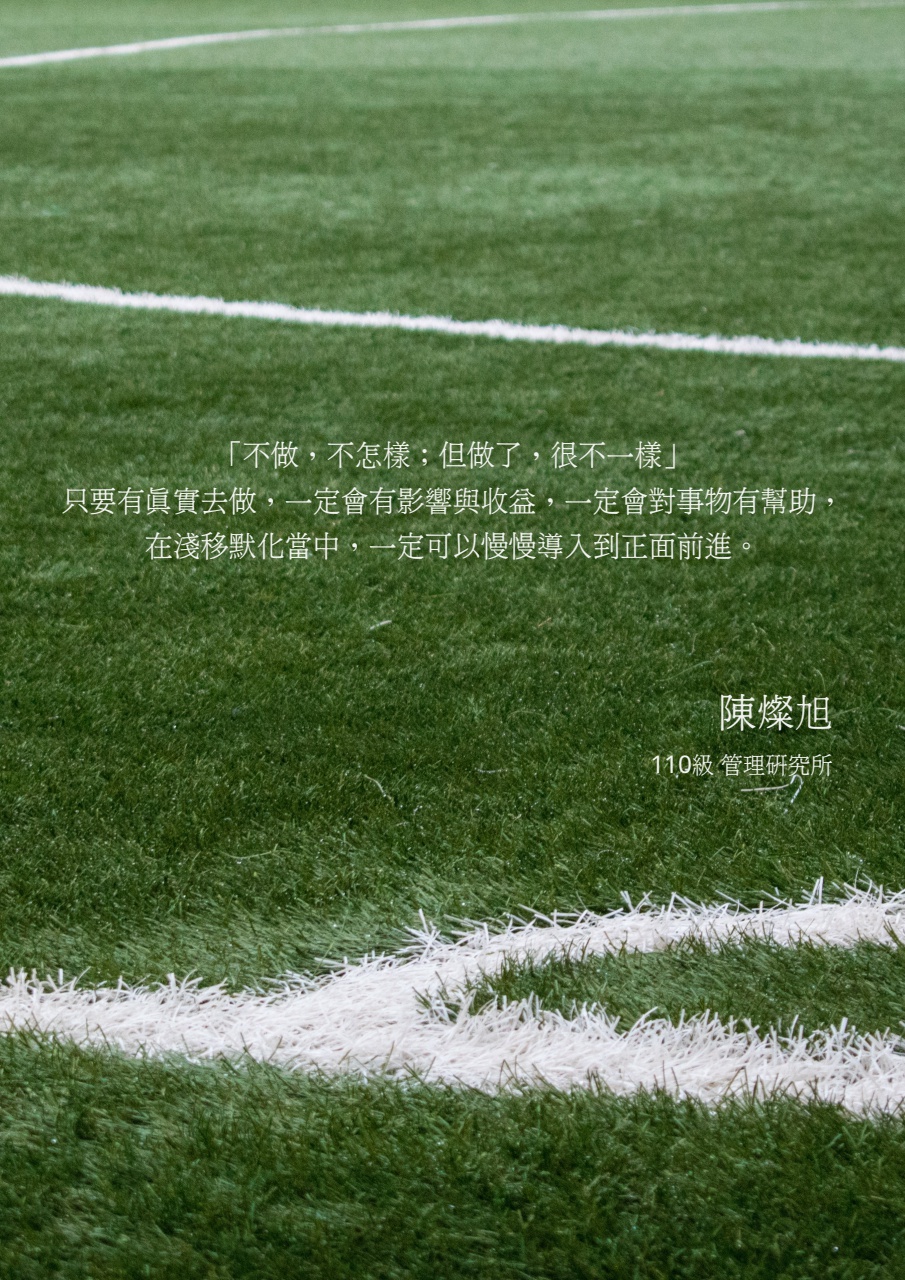 「不做，不怎樣；但做了，很不一樣」
只要有真實去做，一定會有影響與收益，一定會對事物有幫助，
在淺移默化當中，一定可以慢慢導入到正面前進。
陳燦旭
110級 管理研究所